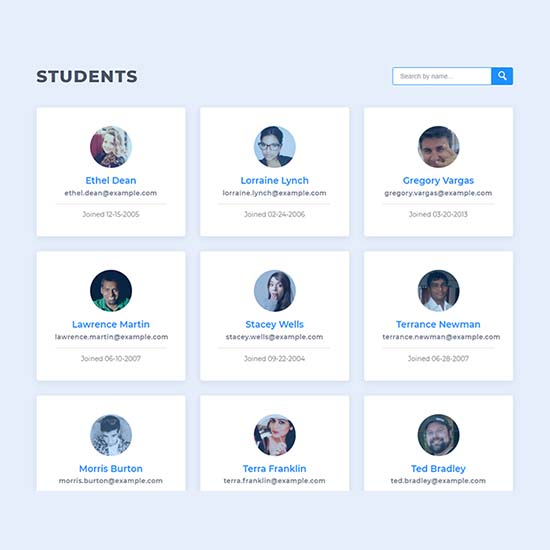 STUDENTS
Search by name...
Ethel Dean
ethel.dean@example.com
Joined 12-15-2005
Lorraine Lynch
lorraine.lynch@example.com
Joined 02-24-2006
Gregory Vargas
gregory.vargas@example.com
Joined 03-20-2013
Lawrence Martin
lawrence.martin@example.com
Joined 06-10-2007
Stacey Wells
stacey.wells@example.com
Joined 09-22-2004
Terrance Newman
terrance.newman@example.com
Joined 06-28-2007
Morris Burton
morris.burton@example.com
Terra Franklin
terra.franklin@example.com
Ted Bradley
ted.bradley@example.com